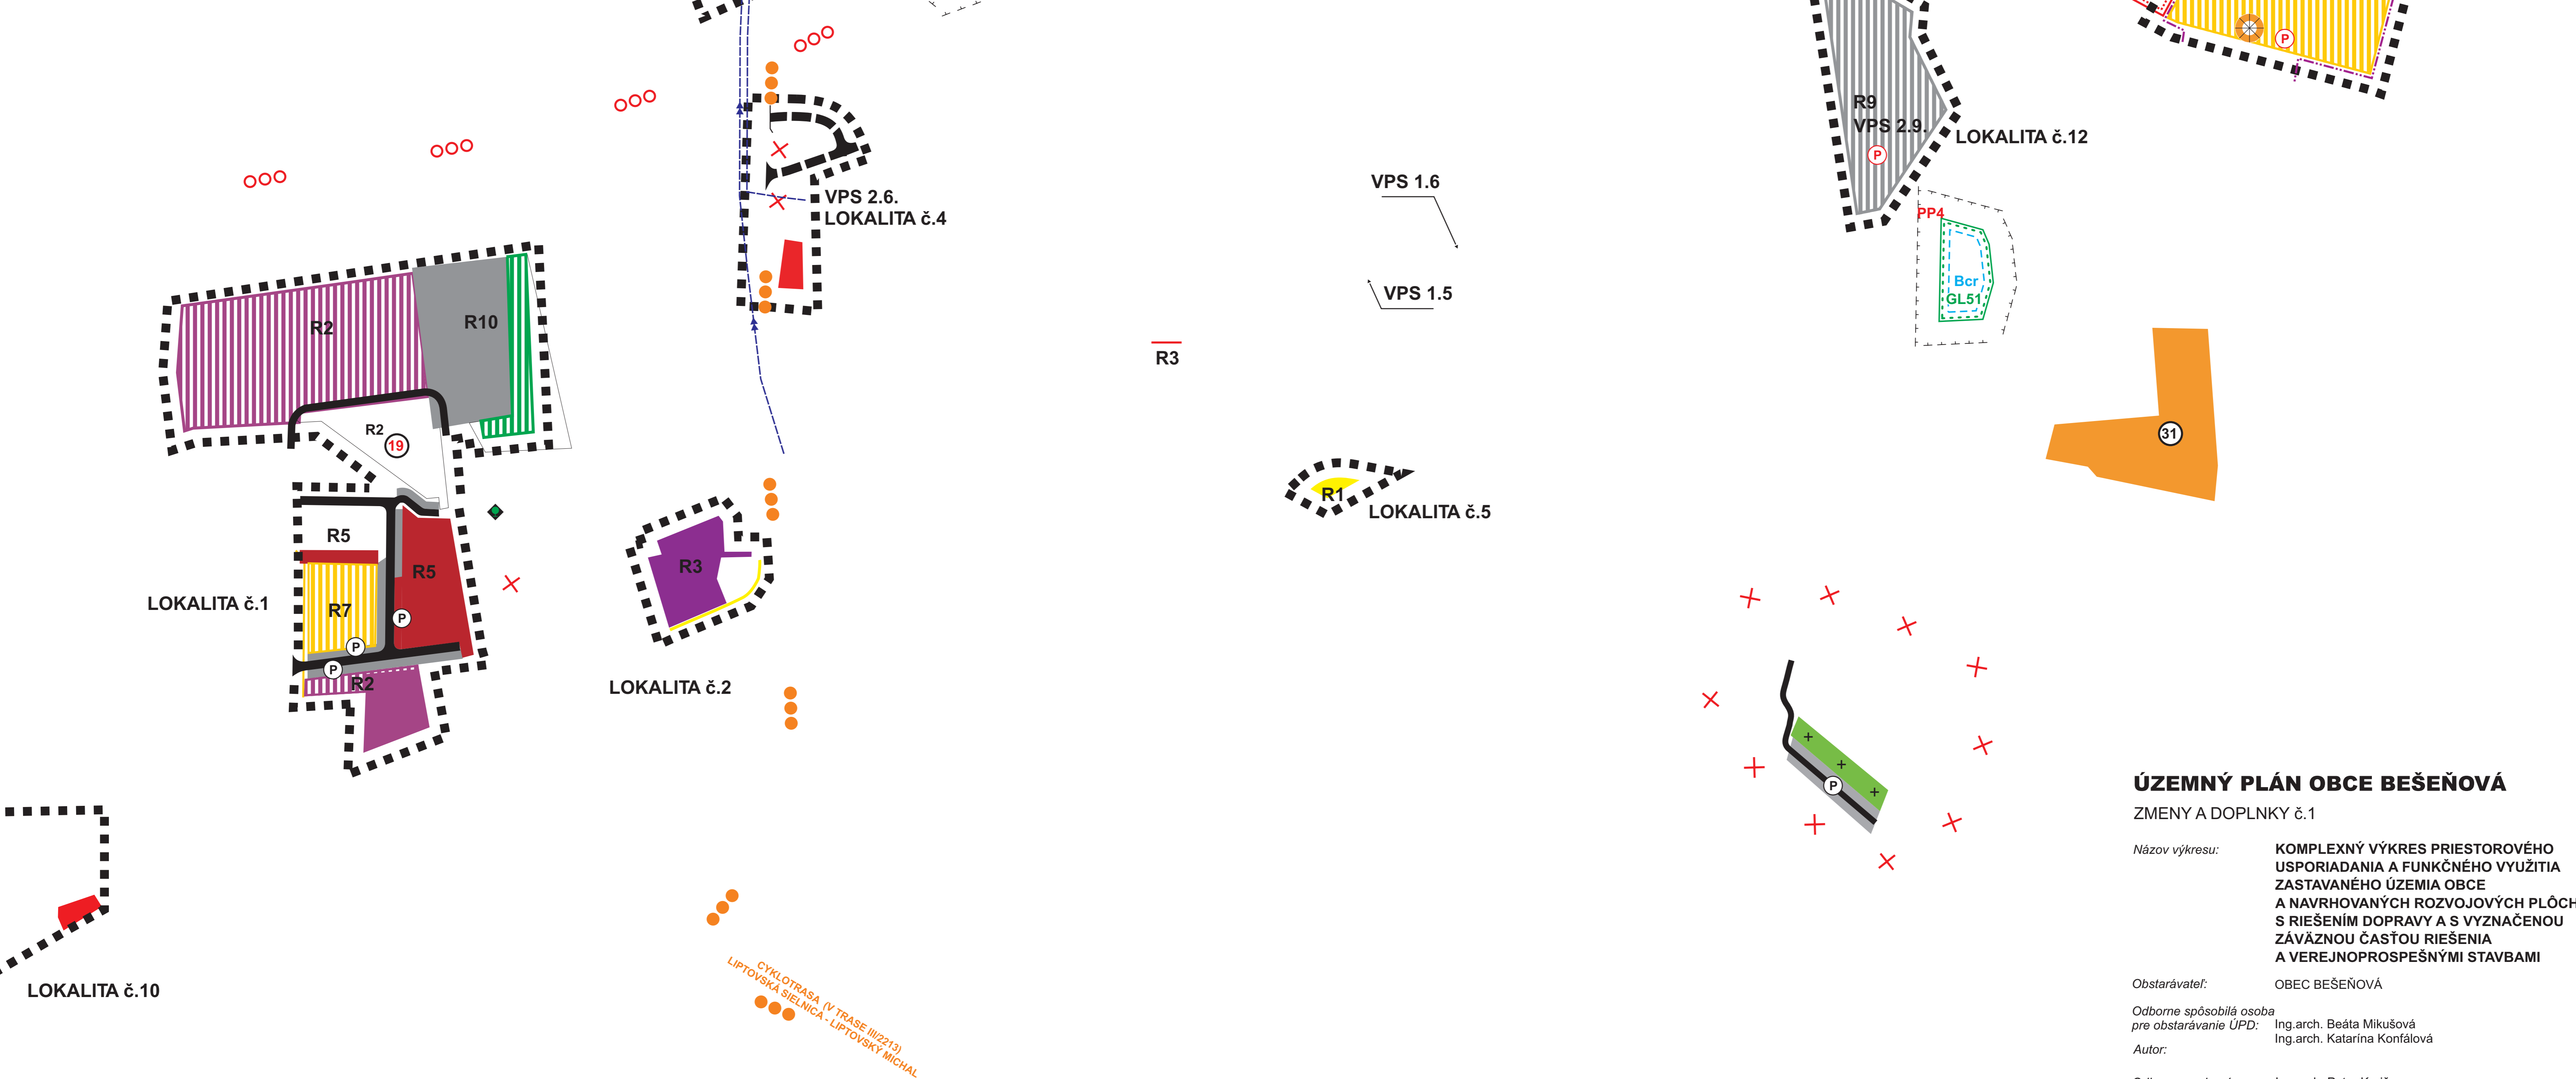 P
R9
VPS 2.9.
P
LOKALITA č.12
VPS 2.6.
LOKALITA č.4
VPS 1.6
VPS 1.5
R3
PP4
Bcr
GL51
R2
R10
R2
19
31
R1
LOKALITA č.5
R5
R5
R7
P
P
P
R2
LOKALITA č.1
R3
LOKALITA č.2
P
LOKALITA č.10
CYKLOTRASA (V TRASE III/2213)
LIPTOVSKÁ SIELNICA - LIPTOVSKÝ MICHAL
ÚZEMNÝ PLÁN OBCE BEŠEŇOVÁ
ZMENY A DOPLNKY č.1
Názov výkresu: KOMPLEXNÝ VÝKRES PRIESTOROVÉHO
USPORIADANIA A FUNKČNÉHO VYUŽITIA
ZASTAVANÉHO ÚZEMIA OBCE
A NAVRHOVANÝCH ROZVOJOVÝCH PLÔCH
S RIEŠENÍM DOPRAVY A S VYZNAČENOU
ZÁVÄZNOU ČASŤOU RIEŠENIA
A VEREJNOPROSPEŠNÝMI STAVBAMI
Obstarávateľ: OBEC BEŠEŇOVÁ
Odborne spôsobilá osoba
pre obstarávanie ÚPD: Ing.arch. Beáta Mikušová
Ing.arch. Katarína Konfálová
Autor: